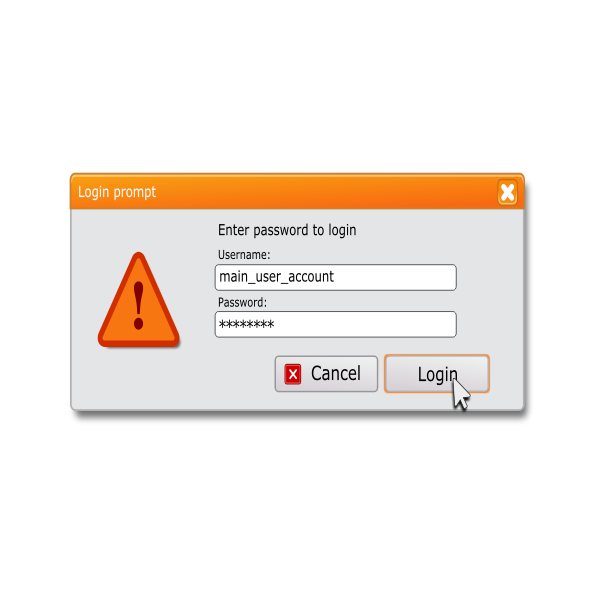 Login prompt
Enter password to login
Username:
main_user_account
Password:
********
Cancel
Login